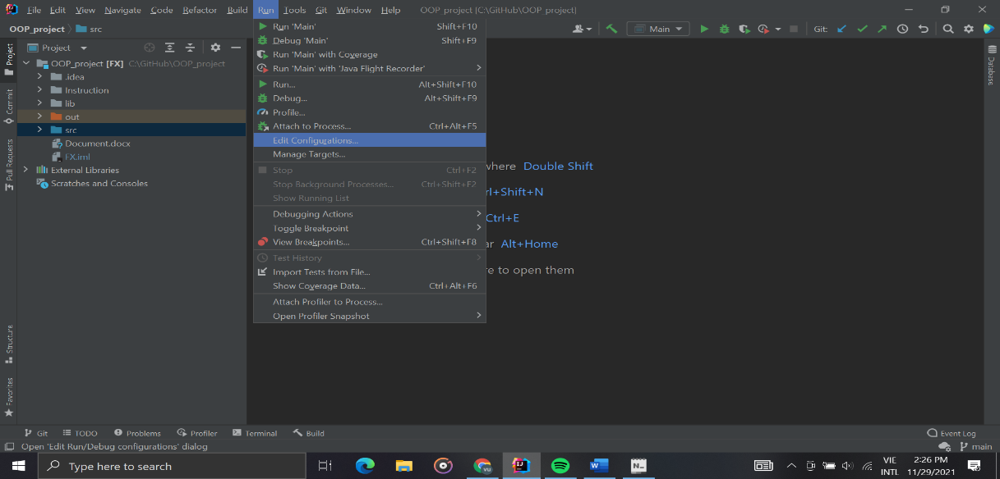 File Edit View Navigate Code Refactor Build Run Tools Git Window Help OOP_project [C:\GitHub\OOP_project]
OOP_project src
Main Git:
Project
OOP_project [FX] C:\GitHub\OOP_project
.idea
Instruction
lib
out
src
Document.docx
FX.iml
External Libraries
Scratches and Consoles
Run 'Main' Shift+F10
Debug 'Main' Shift+F9
Run 'Main' with Coverage
Run 'Main' with 'Java Flight Recorder'
Run... Alt+Shift+F10
Debug... Alt+Shift+F9
Profile...
Attach to Process... Ctrl+Alt+F5
Edit Configurations...
Manage Targets...
Stop Ctrl+F2
Stop Background Processes... Ctrl+Shift+F2
Show Running List
Debugging Actions
Toggle Breakpoint
View Breakpoints... Ctrl+Shift+F8
Test History
Import Tests from File...
Show Coverage Data... Ctrl+Alt+F6
Attach Profiler to Process...
Open Profiler Snapshot
where Double Shift
rl+Shift+N
Ctrl+E
ar Alt+Home
re to open them
Project
Commit
Pull Requests
Structure
Favorites
Database
Git TODO Problems Profiler Terminal Build Event Log
Open 'Edit Run/Debug configurations' dialog main
Type here to search
VIE 2:26 PM
INTL 11/29/2021